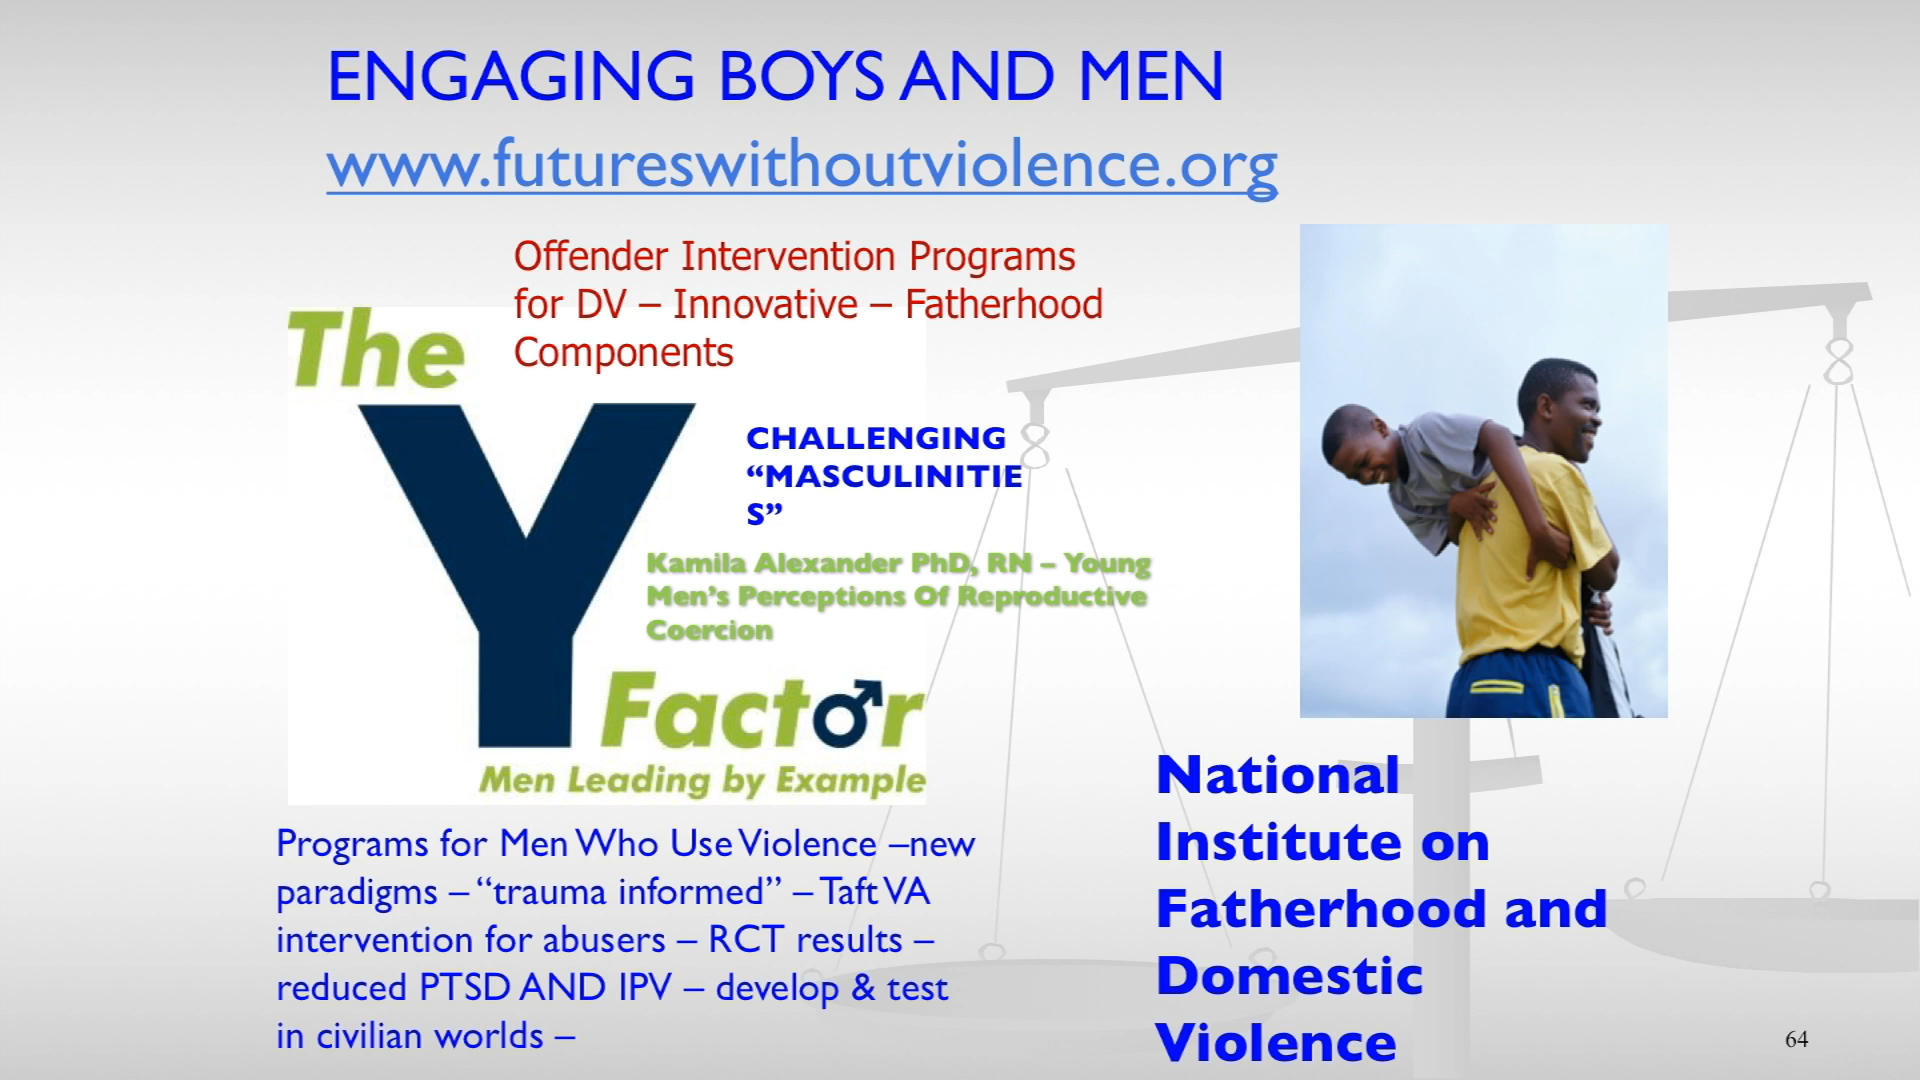 ENGAGING BOYS AND MEN
www.futureswithoutviolence.org
Offender Intervention Programs
for DV – Innovative – Fatherhood
Components
The
Y
CHALLENGING
“MASCULINITIE
S”
Kamila Alexander PhD, RN – Young
Men’s Perceptions Of Reproductive
Coercion
Factor
Men Leading by Example
Programs for Men Who Use Violence –new
paradigms – “trauma informed” – Taft VA
intervention for abusers – RCT results –
reduced PTSD AND IPV – develop & test
in civilian worlds –
National
Institute on
Fatherhood and
Domestic
Violence
64